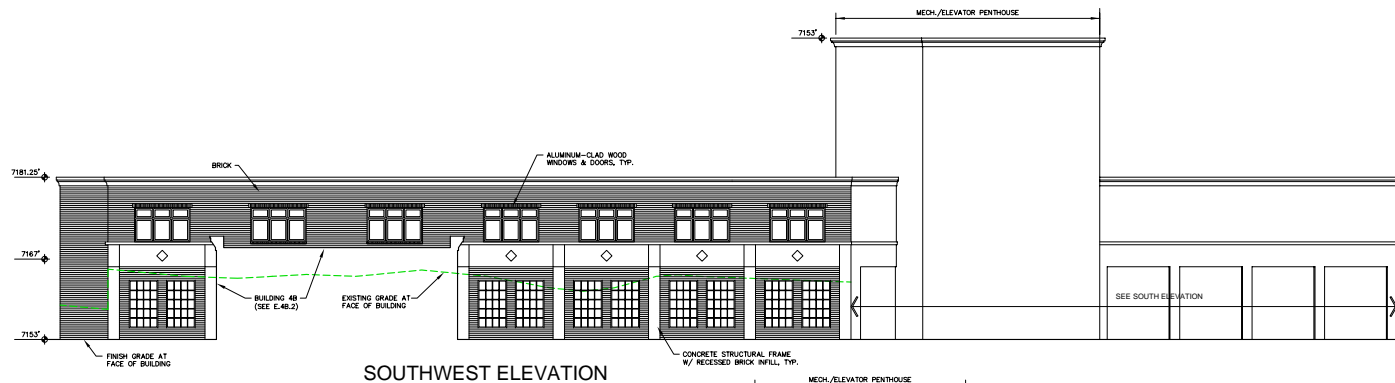 MECH./ELEVATOR PENTHOUSE
7153'
ALUMINUM-CLAD WOOD
WINDOWS & DOORS, TYP.
BRICK
7181.25'
7167'
BUILDING 4B
(SEE E.4B.2)
EXISTING GRADE AT
FACE OF BUILDING
SEE SOUTH ELEVATION
7153'
FINISH GRADE AT
FACE OF BUILDING
CONCRETE STRUCTURAL FRAME
W/ RECESSED BRICK INFILL, TYP.
SOUTHWEST ELEVATION
MECH./ELEVATOR PENTHOUSE